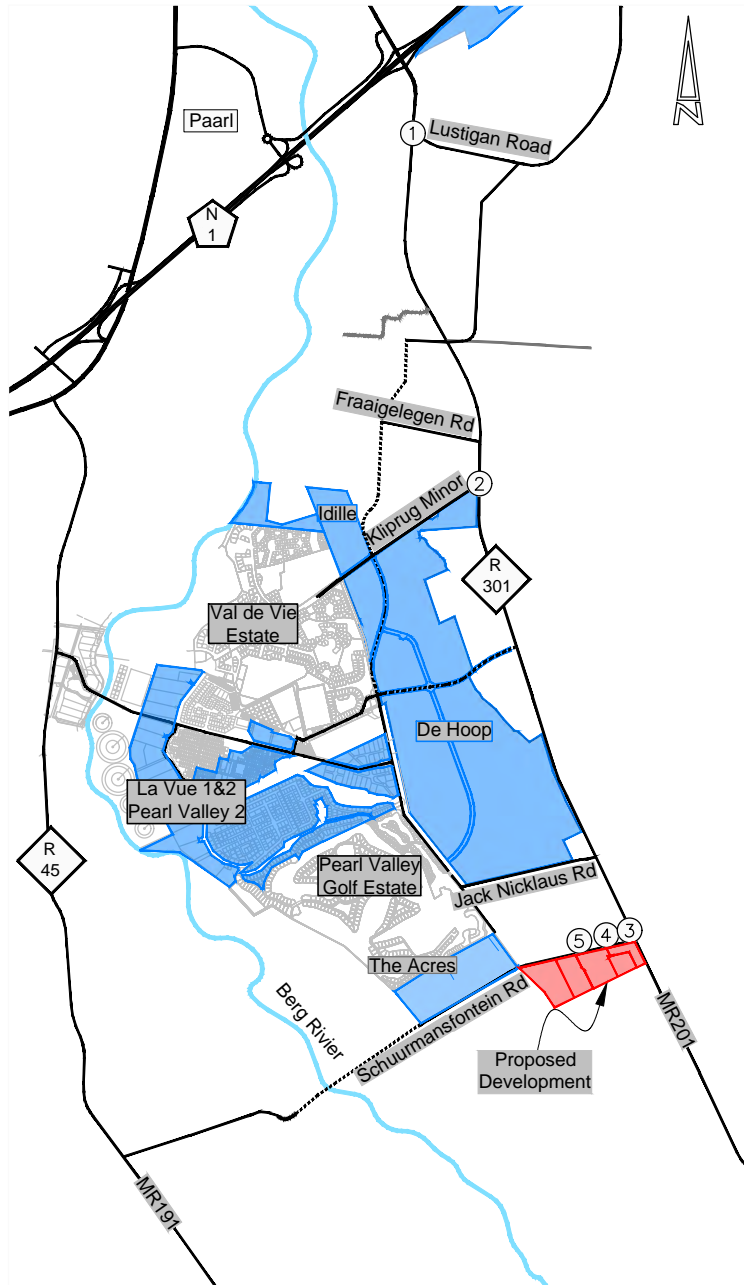 Paarl
N
1
1
Lustigan Road
N
Fraaigelegen Rd
2
Kliprug Minor
Idille
R
301
Val de Vie
Estate
De Hoop
La Vue 1&2
Pearl Valley 2
R
45
Pearl Valley
Golf Estate
Jack Nicklaus Rd
5
4
3
The Acres
Schuurmansfontein Rd
Berg Rivier
MR201
Proposed
Development
MR191